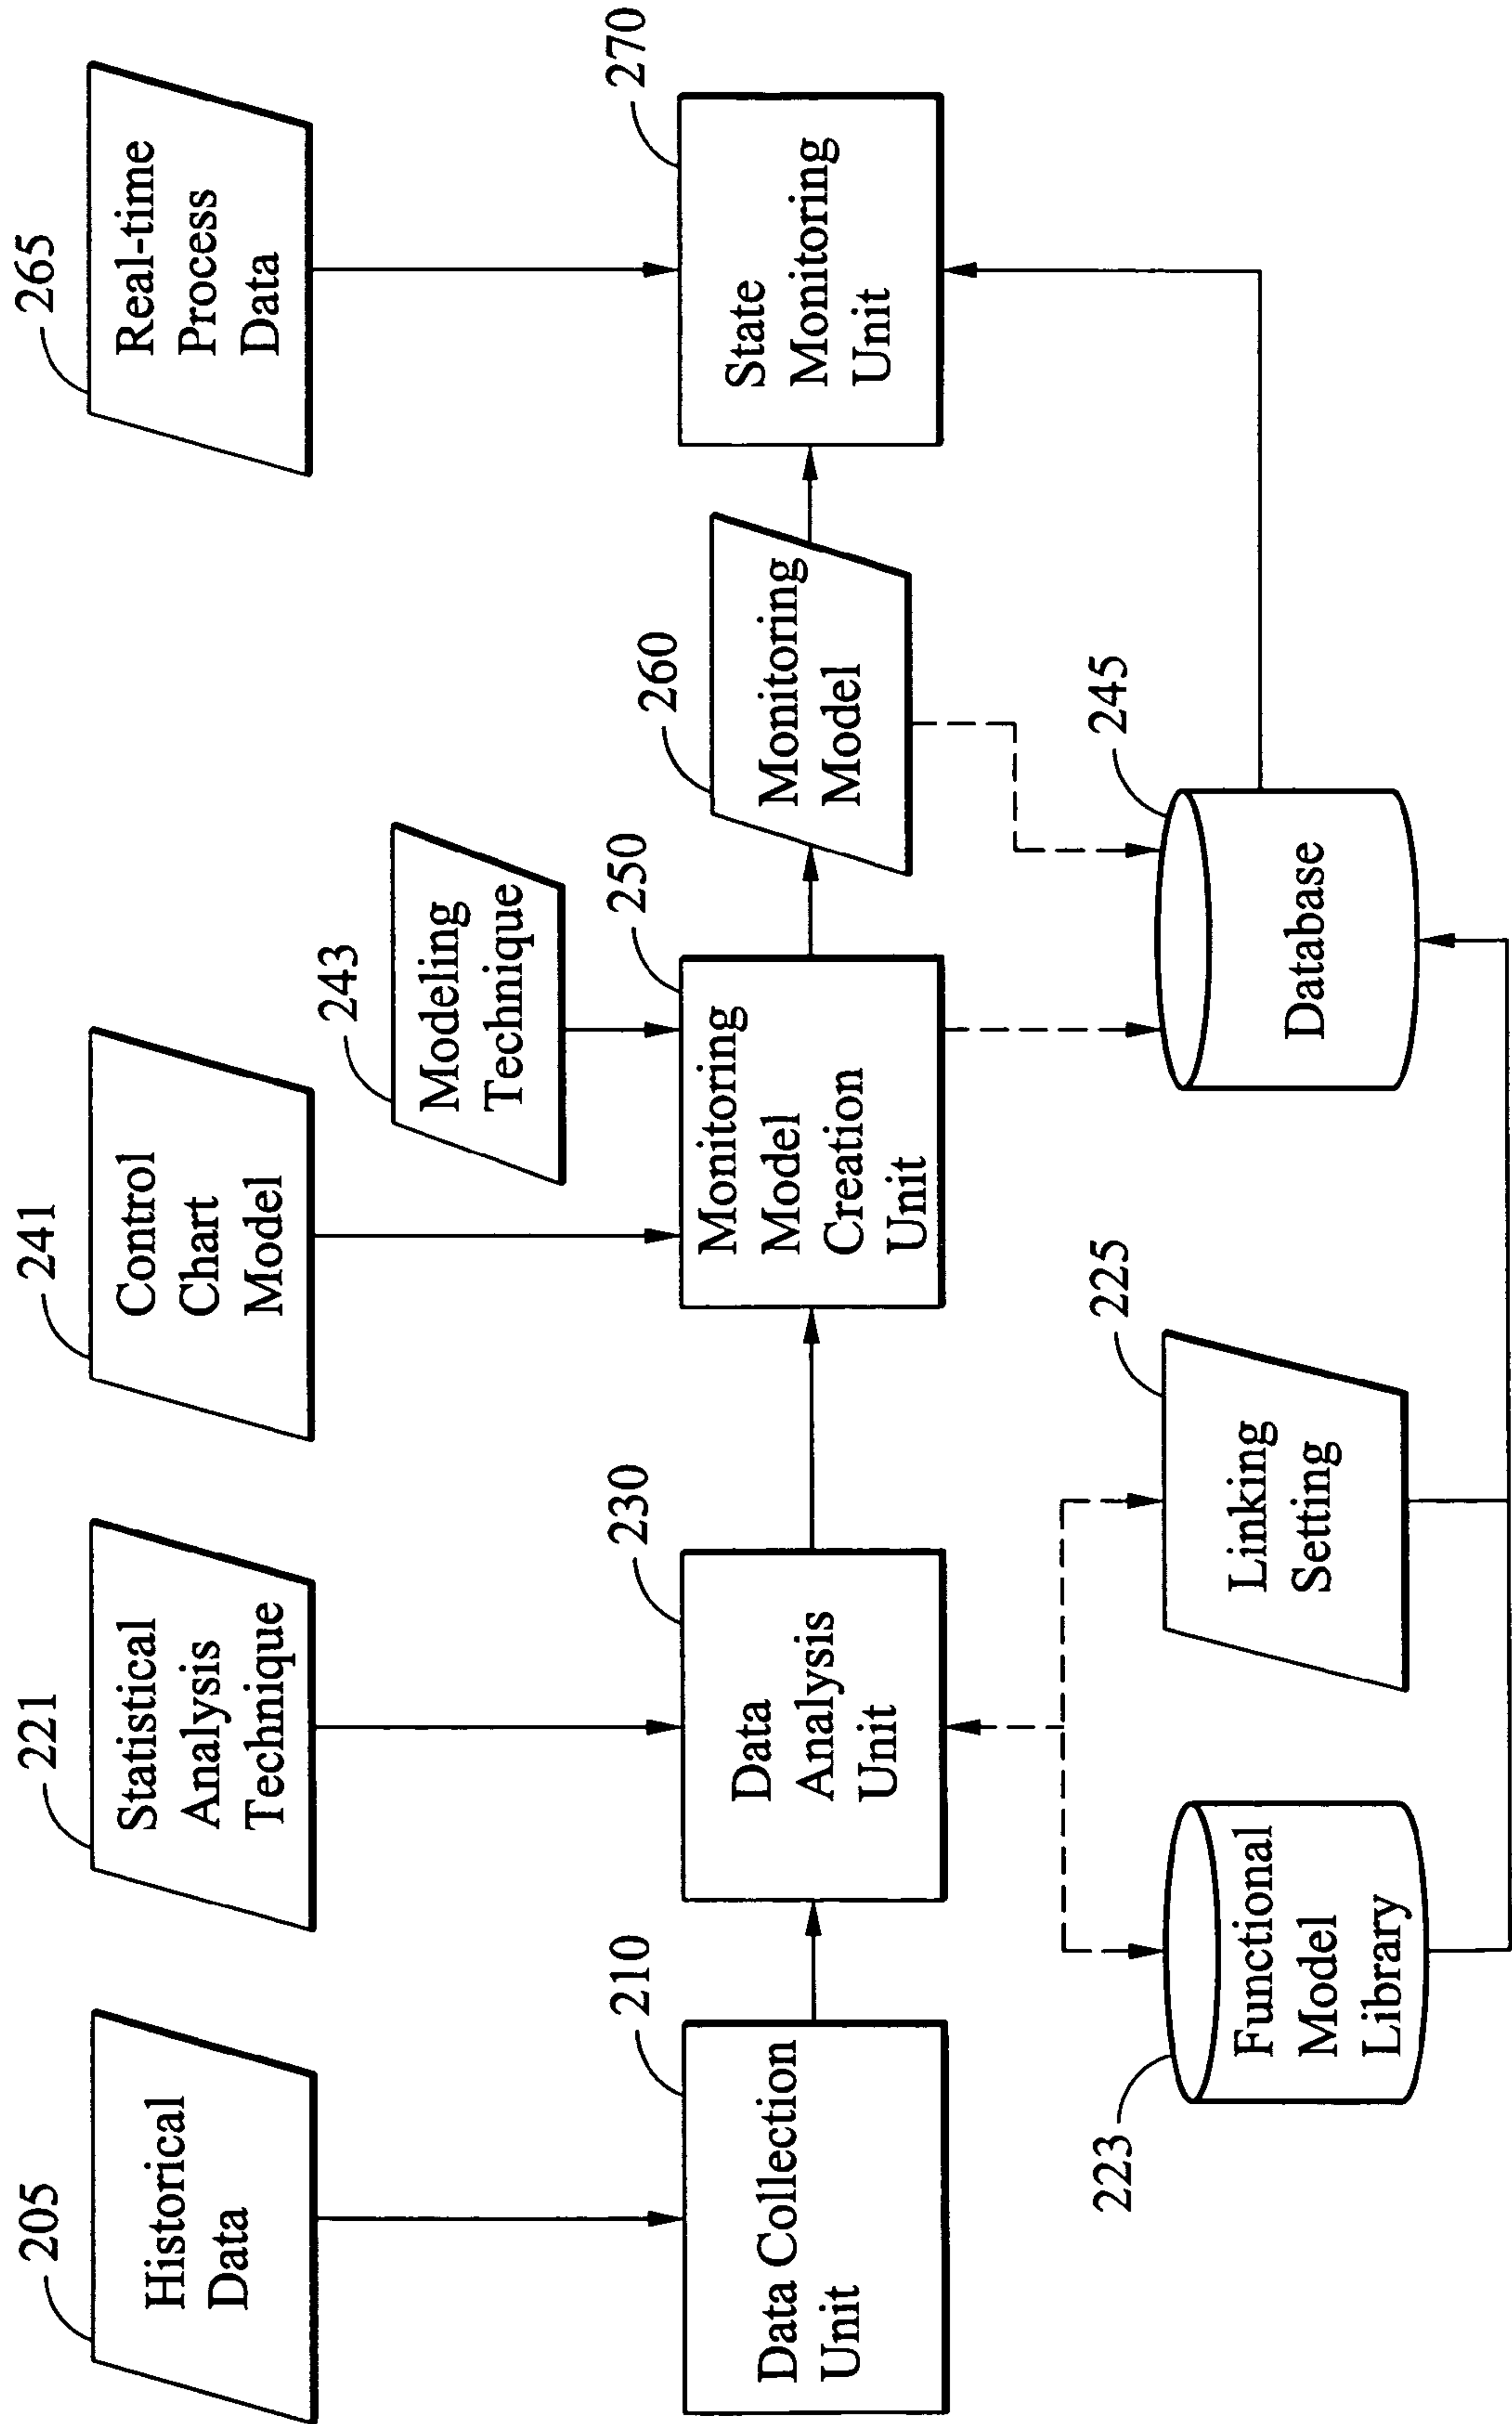 205
Historical
Data
221
Statistical
Analysis
Technique
241
Control
Chart
Model
265
Real-time
Process
Data
243
Modeling
Technique
210
Data Collection
Unit
230
Data
Analysis
Unit
250
Monitoring
Model
Creation
Unit
260
Monitoring
Model
270
State
Monitoring
Unit
223
Functional
Model
Library
225
Linking
Setting
245
Database